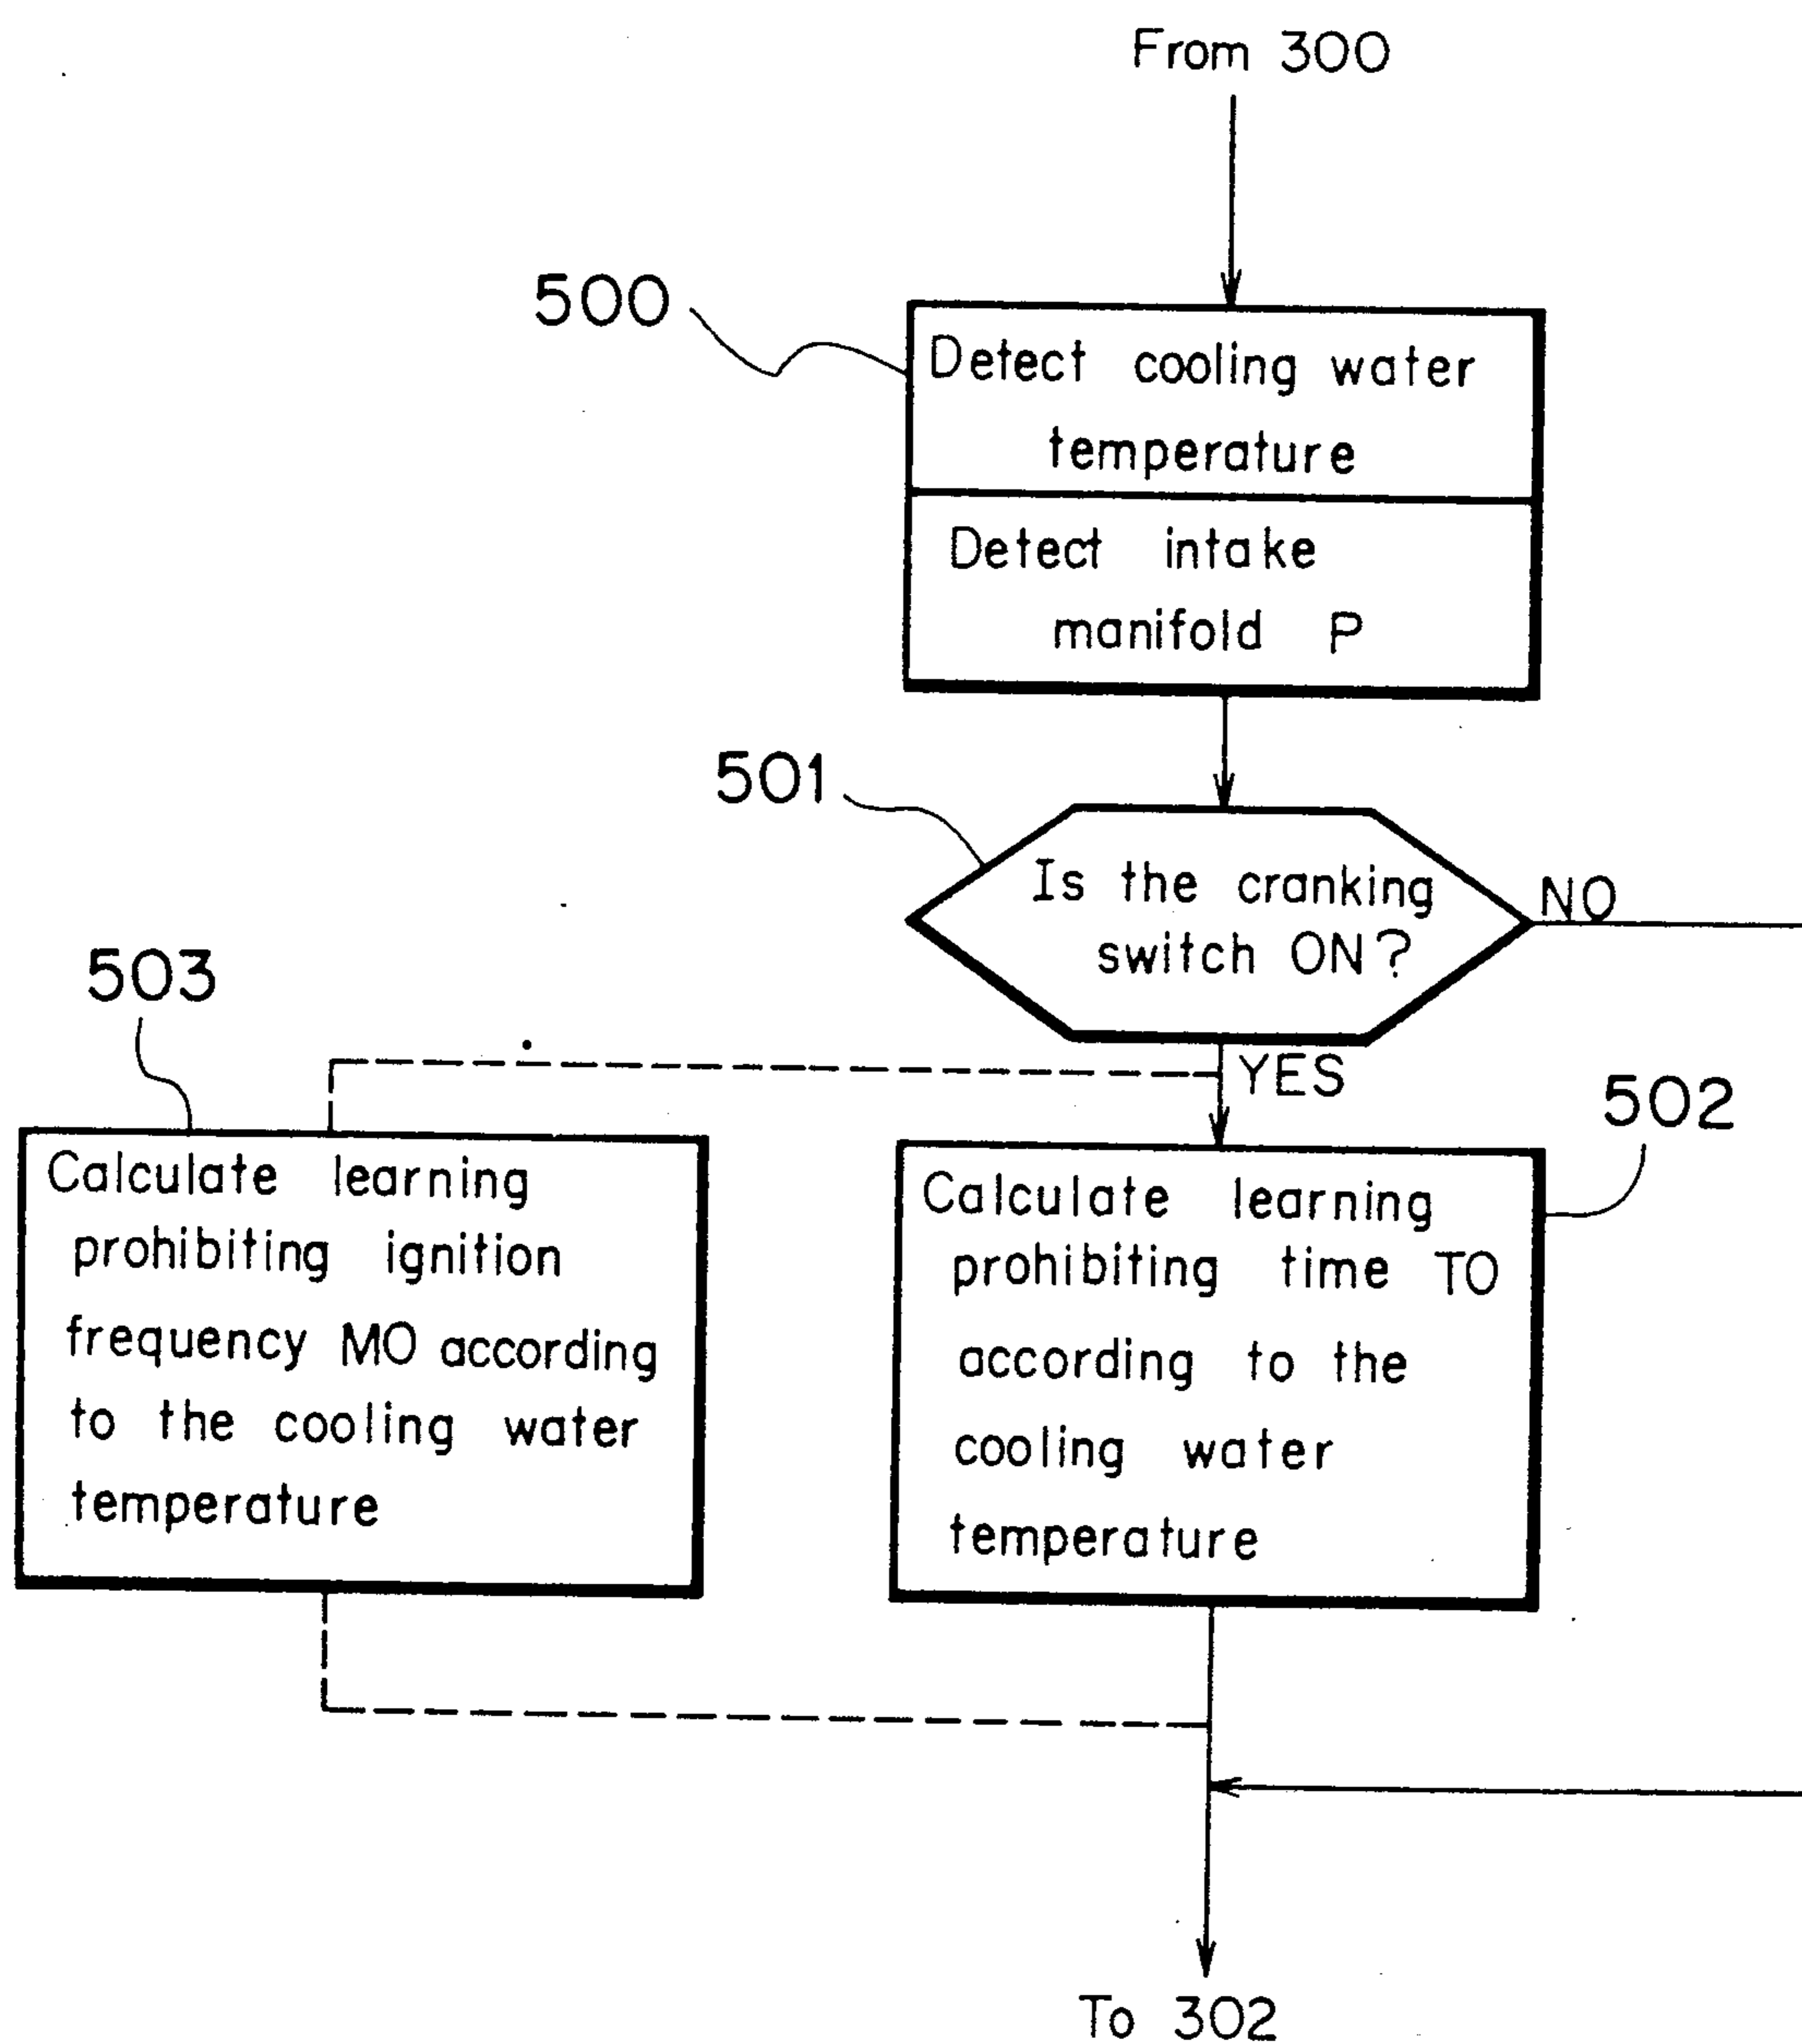 From 300
500
Detect cooling water
temperature
Detect intake
manifold P
501
Is the cranking
switch ON?
NO
YES
503
Calculate learning
prohibiting ignition
frequency MO according
to the cooling water
temperature
502
Calculate learning
prohibiting time TO
according to the
cooling water
temperature
To 302